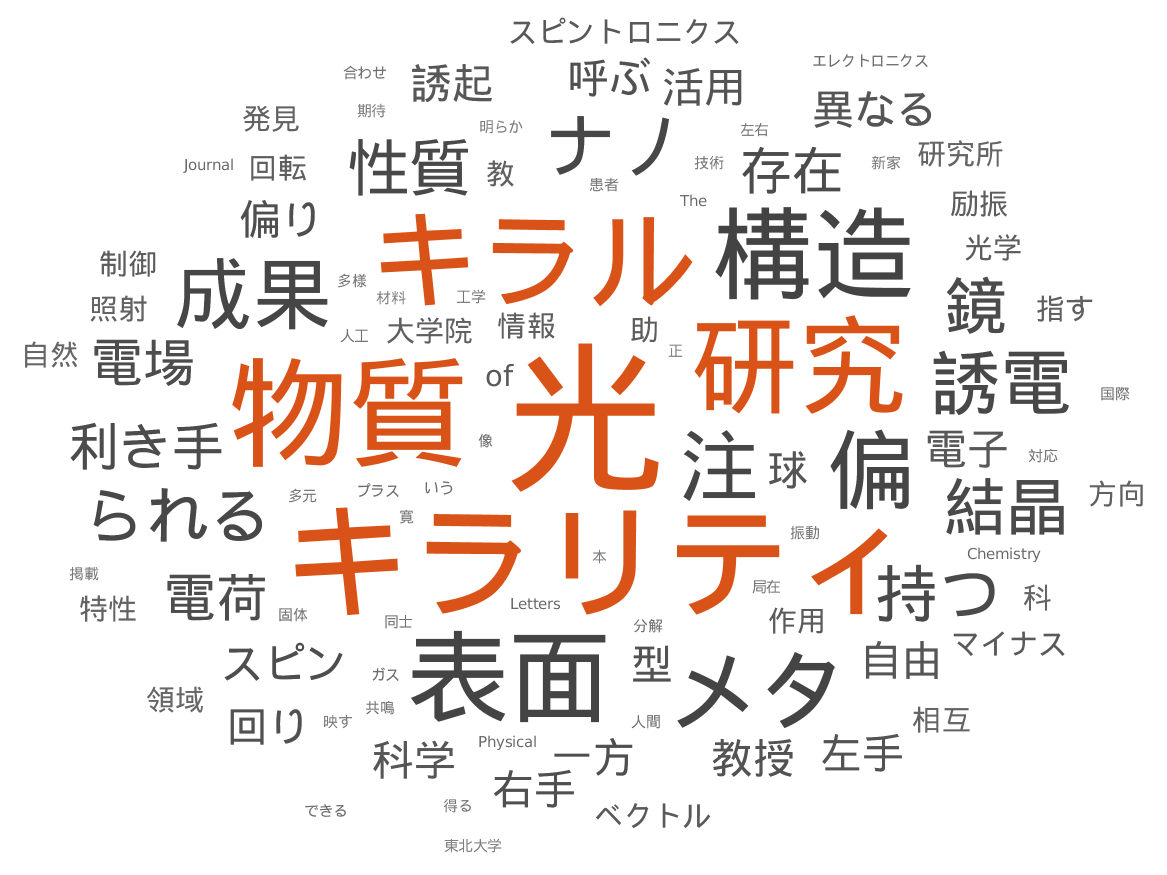 スピントロニクス
エレクトロニクス
合わせ
誘起
呼ぶ
活用
異なる
発見
期待
明らか
ナノ
左右
Journal
回転
性質
教
技術
存在
新家
研究所
患者
The
励振
偏り
キラル
構造
光学
制御
成果
多様
材料
工学
鏡
指す
照射
人工
大学院
情報
助
正
研究
自然
電場
物質
of
光
誘電
国際
利き手
像
注
球
偏
電子
対応
られる
多元
プラス
いう
寛
結晶
方向
キラリティ
本
振動
Chemistry
掲載
特性
電荷
固体
同士
Letters
局在
作用
持つ
科
分解
スピン
ガス
表面
型
メタ
自由
マイナス
領域
回り
映す
共鳴
人間
相互
科学
Physical
一方
教授
左手
右手
できる
得る
ベクトル
東北大学